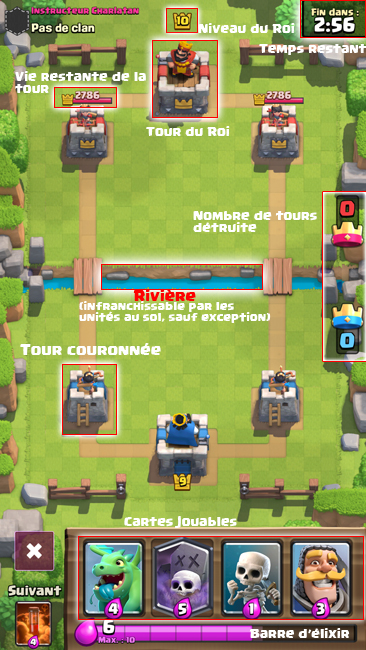 Instructeur Charlatan
Pas de clan
10
Niveau du Roi
Fin dans :
2:56
Temps restant
Vie restante de la
tour
2786
2786
Tour du Roi
0
Nombre de tours
détruite
Rivière
(infranchissable par les
unités au sol, sauf exception)
0
Tour couronnée
9
Cartes Jouables
4
5
1
3
Suivant
4
6
Max. : 10
Barre d'élixir